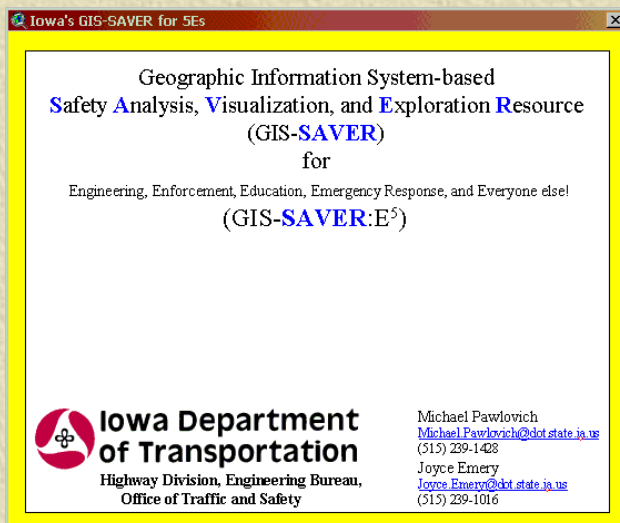 Iowa's GIS-SAVER for 5Es
Geographic Information System-based
Safety Analysis, Visualization, and Exploration Resource
(GIS-SAVER)
for
Engineering, Enforcement, Education, Emergency Response, and Everyone else!
(GIS-SAVER:E⁵)
Iowa Department
of Transportation
Highway Division, Engineering Bureau,
Office of Traffic and Safety
Michael Pawlovich
Michael.Pawlovich@dot.state.ia.us
(515) 239-1428
Joyce Emery
Joyce.Emery@dot.state.ia.us
(515) 239-1016